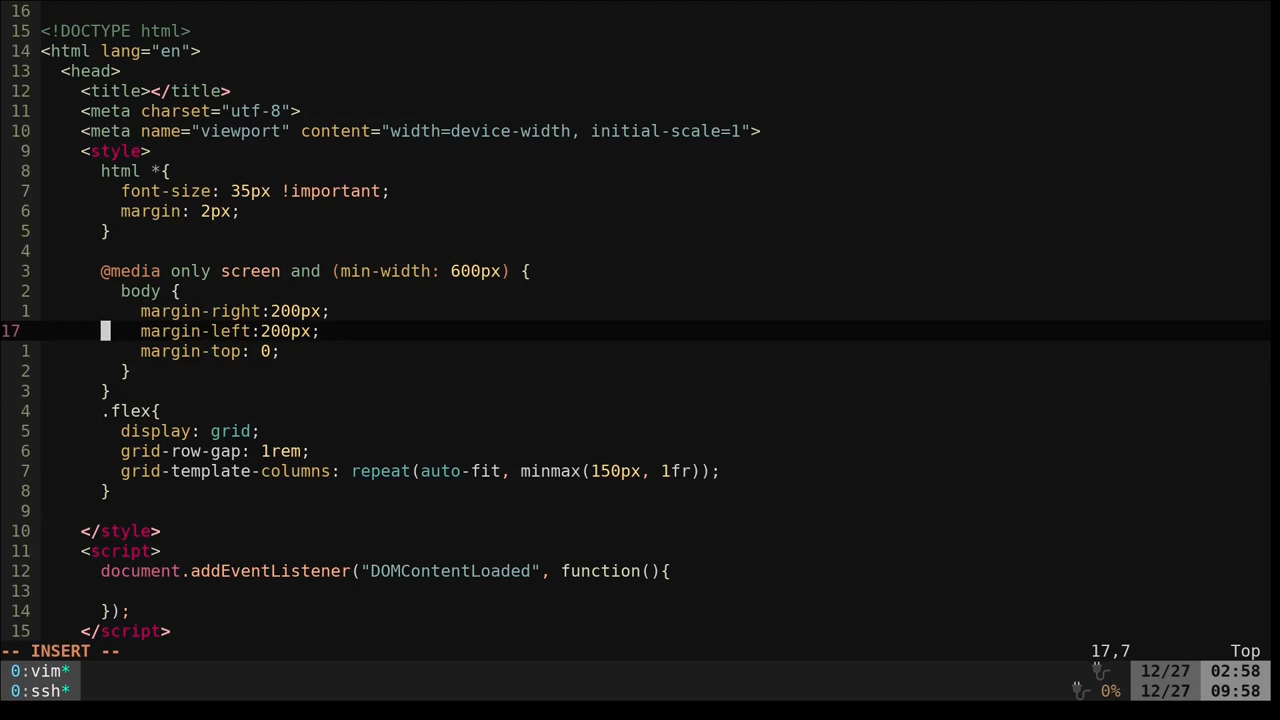 16
15 <!DOCTYPE html>
14 <html lang="en">
13   <head>
12     <title></title>
11     <meta charset="utf-8">
10     <meta name="viewport" content="width=device-width, initial-scale=1">
9     <style>
8       html *{
7         font-size: 35px !important;
6         margin: 2px;
5       }
4
3       @media only screen and (min-width: 600px) {
2         body {
1           margin-right:200px;
17           margin-left:200px;
1           margin-top: 0;
2         }
3       }
4       .flex{
5         display: grid;
6         grid-row-gap: 1rem;
7         grid-template-columns: repeat(auto-fit, minmax(150px, 1fr));
8       }
9
10     </style>
11     <script>
12       document.addEventListener("DOMContentLoaded", function(){
13
14       });
15     </script>
-- INSERT -- 17,7 Top
0:vim* 12/27 02:58
0:ssh* 0% 12/27 09:58